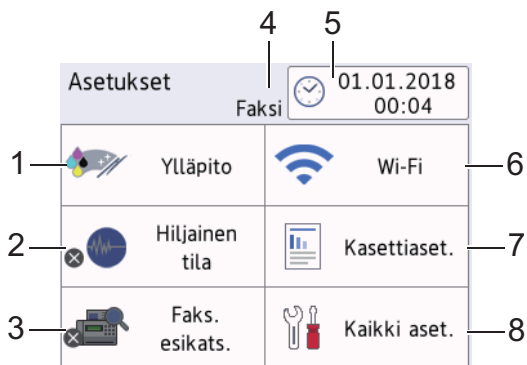 4 5
Asetukset
Faksi
01.01.2018
00:04
1 Ylläpito
Wi-Fi 6
2 Hiljainen
tila
Kasettiaset. 7
3 Faks.
esikats.
Kaikki aset. 8